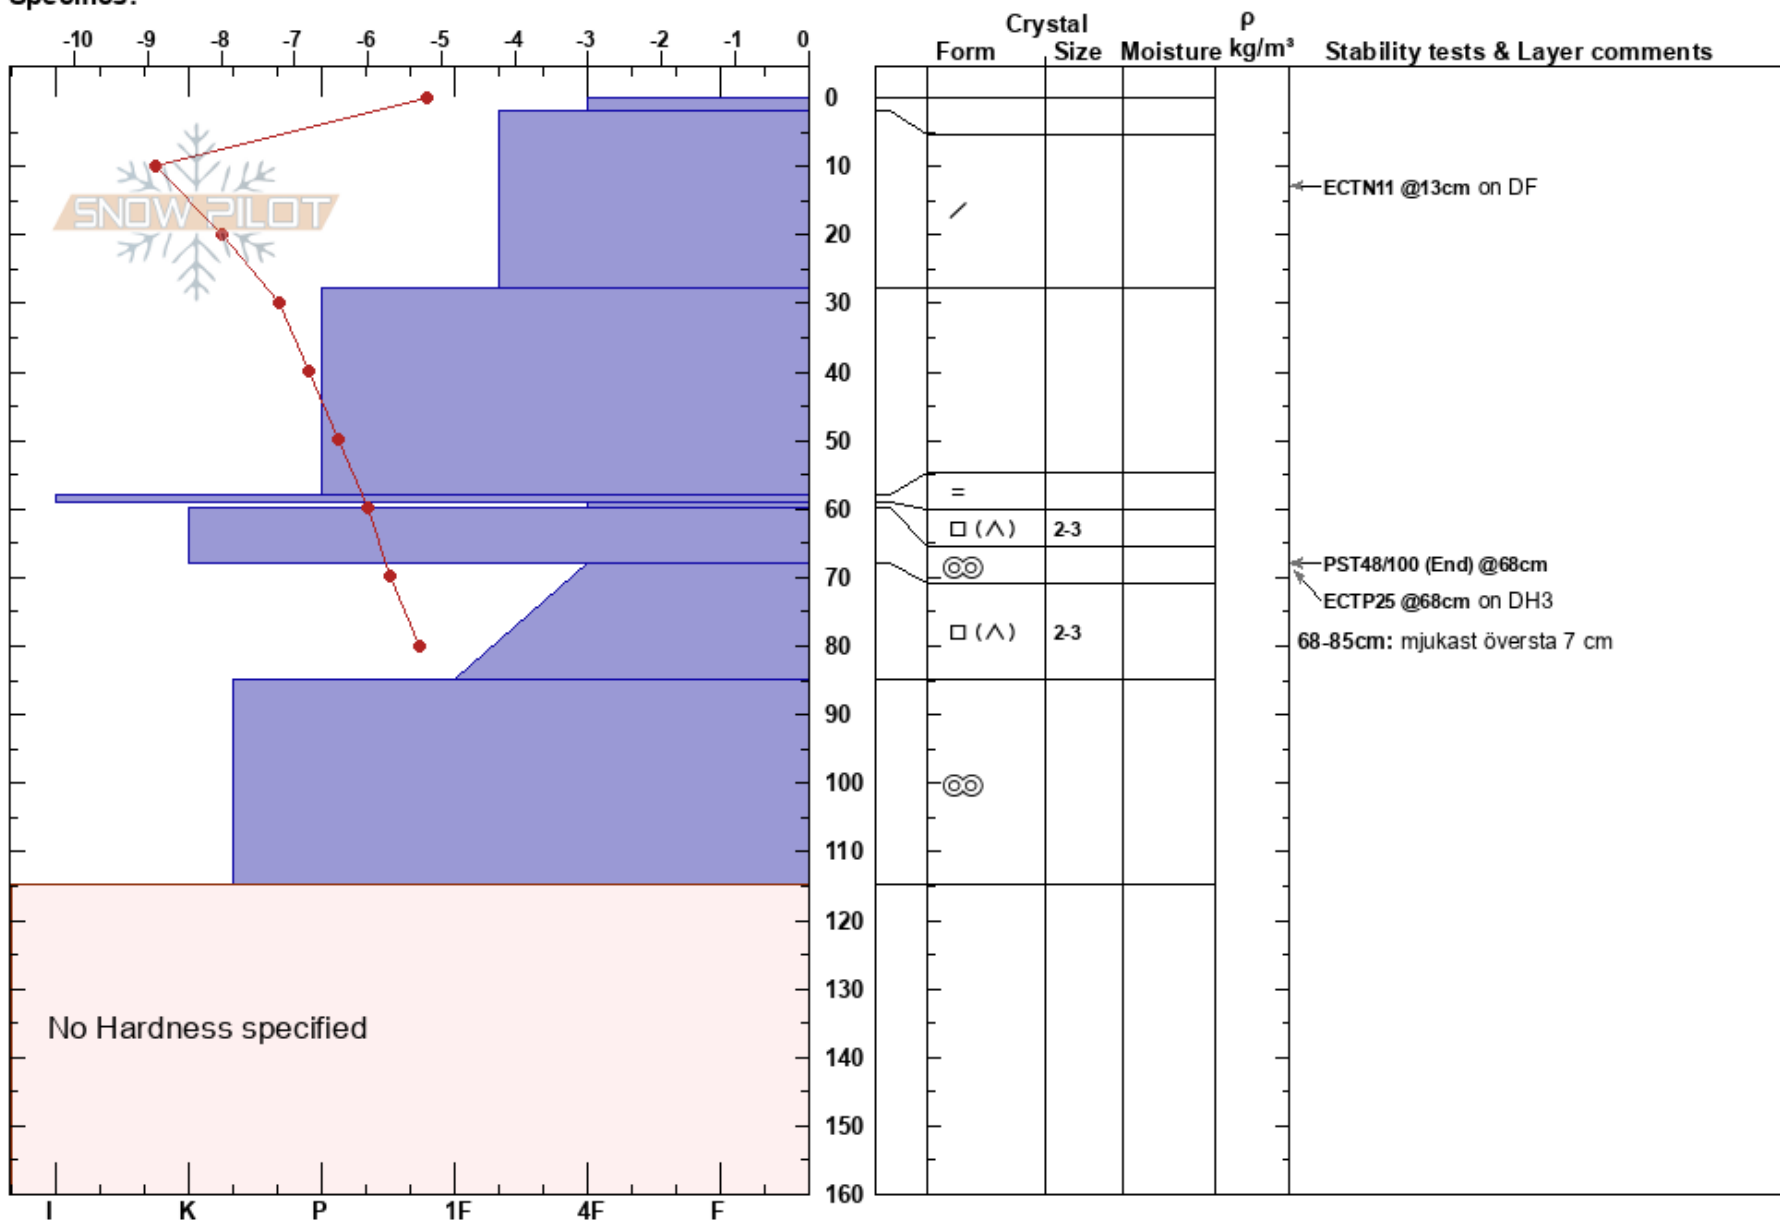 Specifics:
Crystal ρ
Form Size Moisture kg/m³ Stability tests & Layer comments
-10 -9 -8 -7 -6 -5 -4 -3 -2 -1 0
0
10
ECTN11 @13cm on DF
SNOW PILOT
20
30
40
50
=
60
2-3
PST48/100 (End) @68cm
70
ECTP25 @68cm on DH3
2-3
68-85cm: mjukast översta 7 cm
80
90
100
110
120
130
No Hardness specified
140
150
160
I K P 1F 4F F